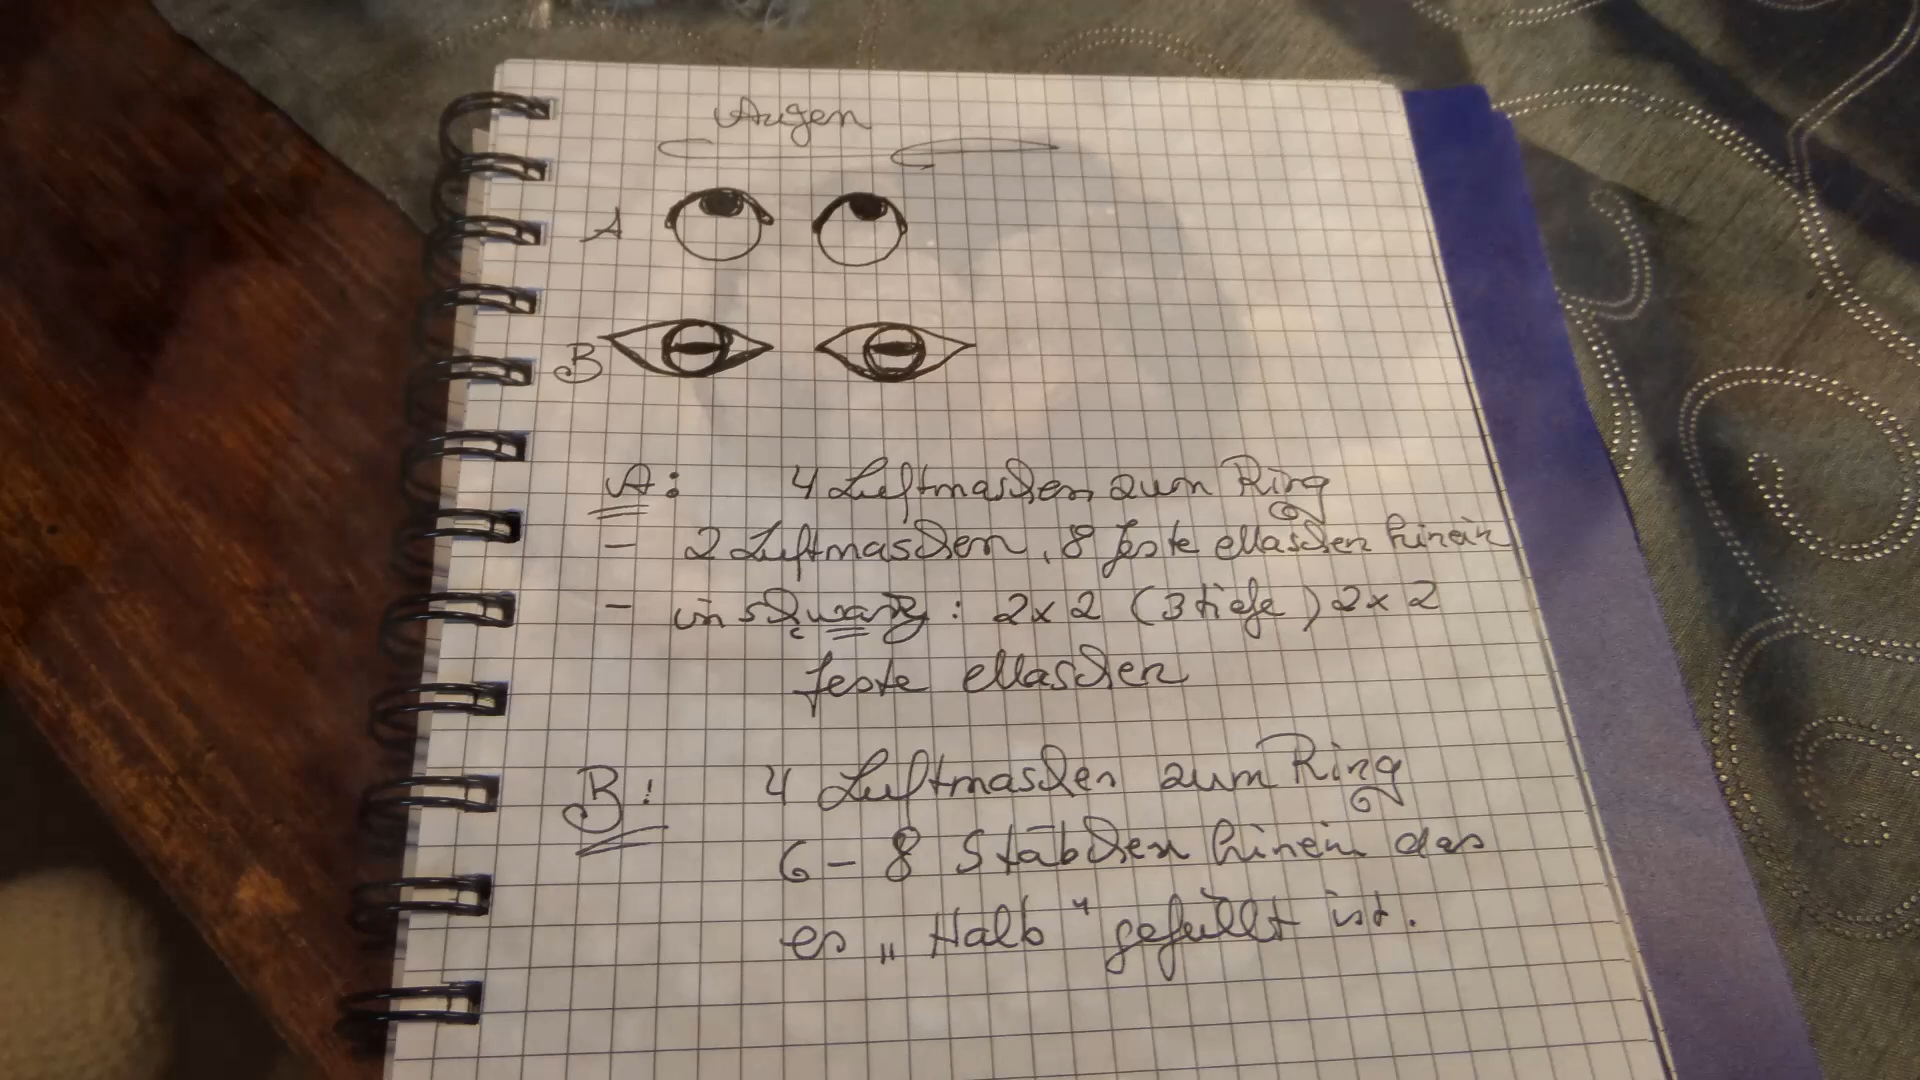 Augen
A
B
A: 4 Luftmaschen zum Ring
- 2 Luftmaschen, 8 feste Maschen hinein
- in schwarz: 2x2 (3 tiefe) 2x2
feste Maschen
B: 4 Luftmaschen zum Ring
6-8 Stäbchen hinein das
es „Halb" gefüllt ist.